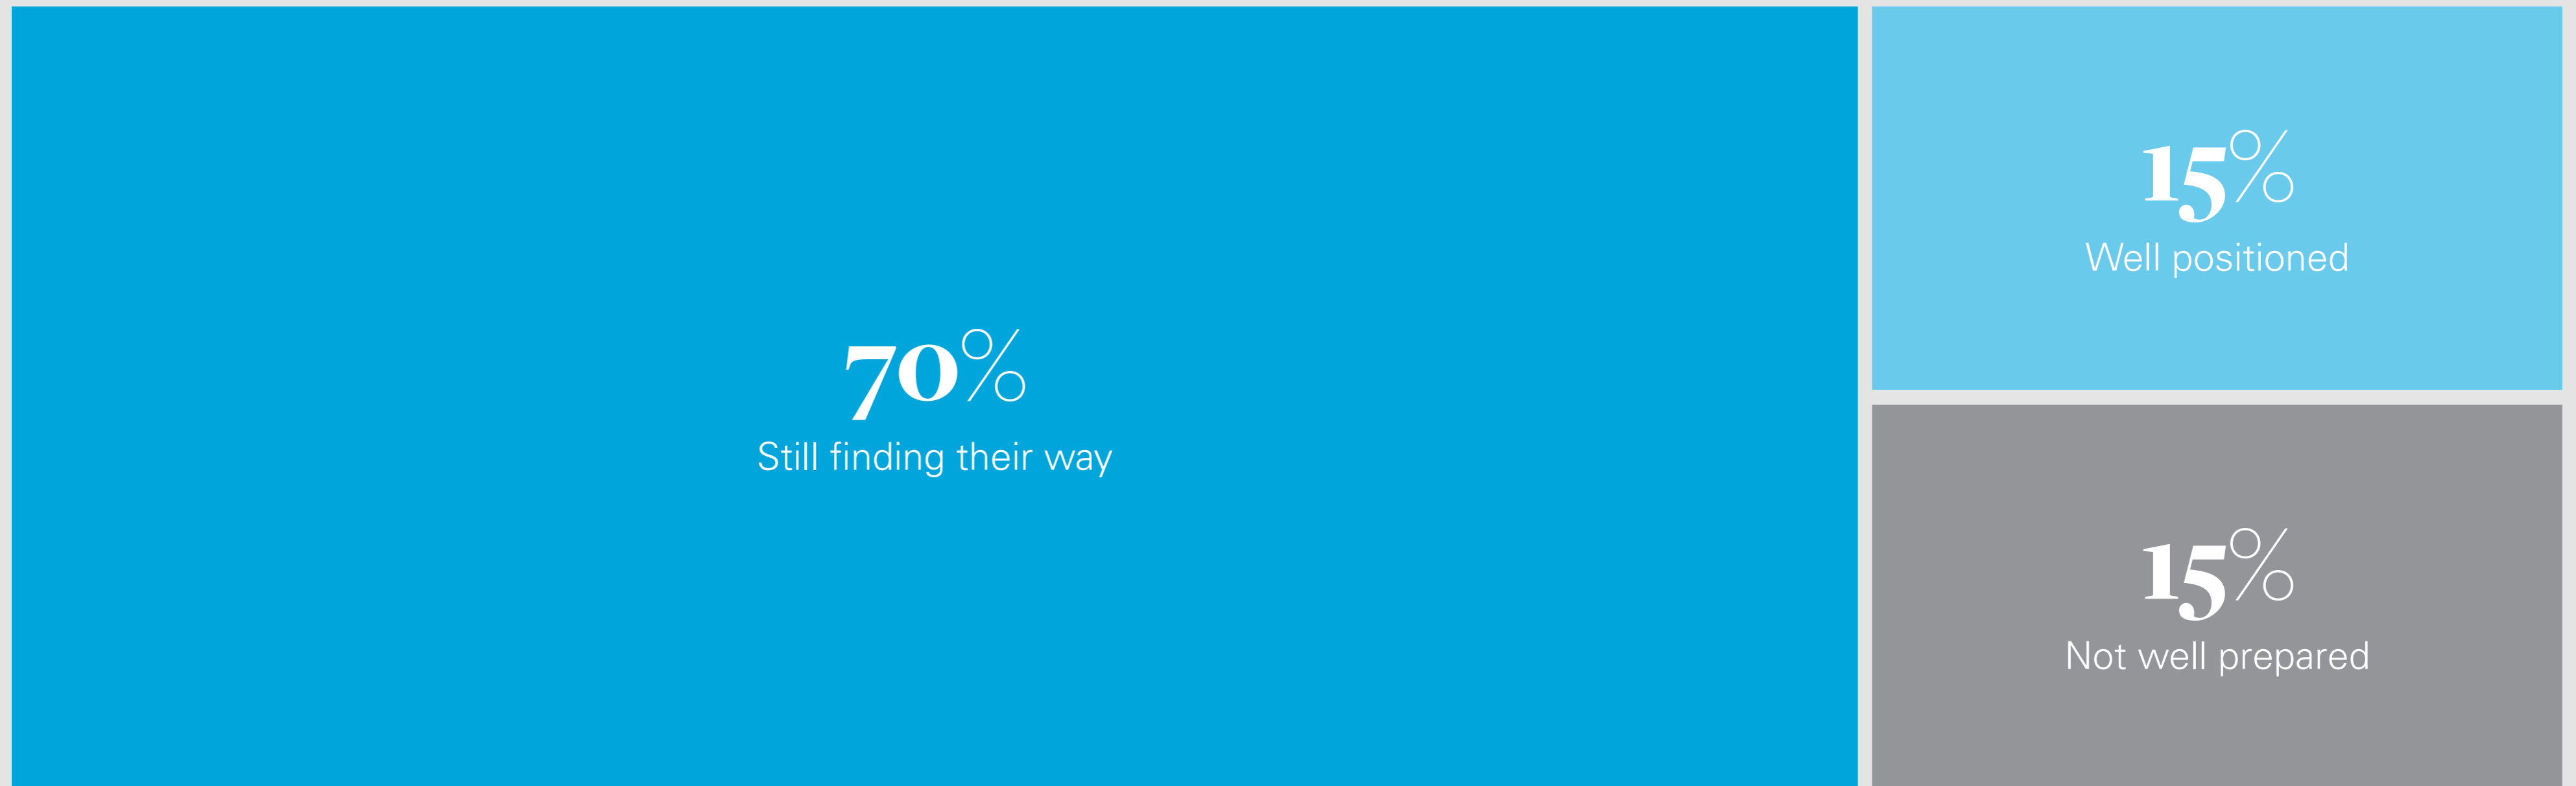 70%
Still finding their way
15%
Well positioned
15%
Not well prepared